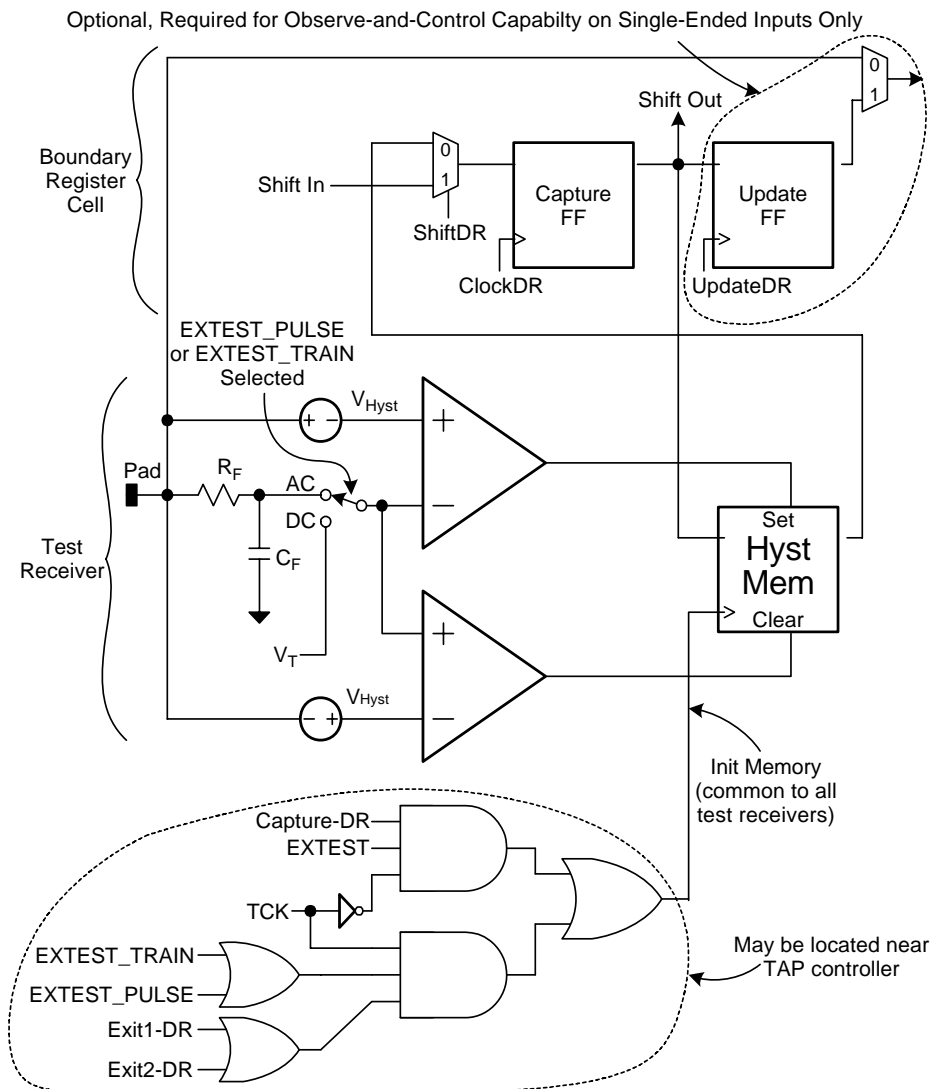 Optional, Required for Observe-and-Control Capabilty on Single-Ended Inputs Only
0
1
Shift Out
Boundary
Register
Cell
0
1
Shift In
Capture
FF
Update
FF
ShiftDR
ClockDR
UpdateDR
EXTEST_PULSE
or EXTEST_TRAIN
Selected
VHyst
+ -
+
Pad
RF
AC
-
DC
CF
Set
Hyst
Mem
Clear
Test
Receiver
+
VT
VHyst
- +
-
Init Memory
(common to all
test receivers)
Capture-DR
EXTEST
TCK
EXTEST_TRAIN
EXTEST_PULSE
Exit1-DR
Exit2-DR
May be located near
TAP controller